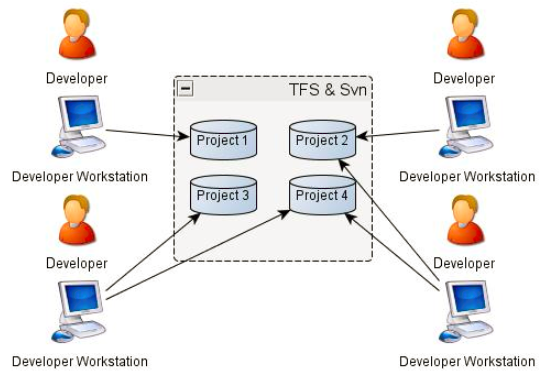 Developer
Developer
TFS & Svn
Project 1
Project 2
Developer Workstation
Developer Workstation
Project 3
Project 4
Developer
Developer
Developer Workstation
Developer Workstation